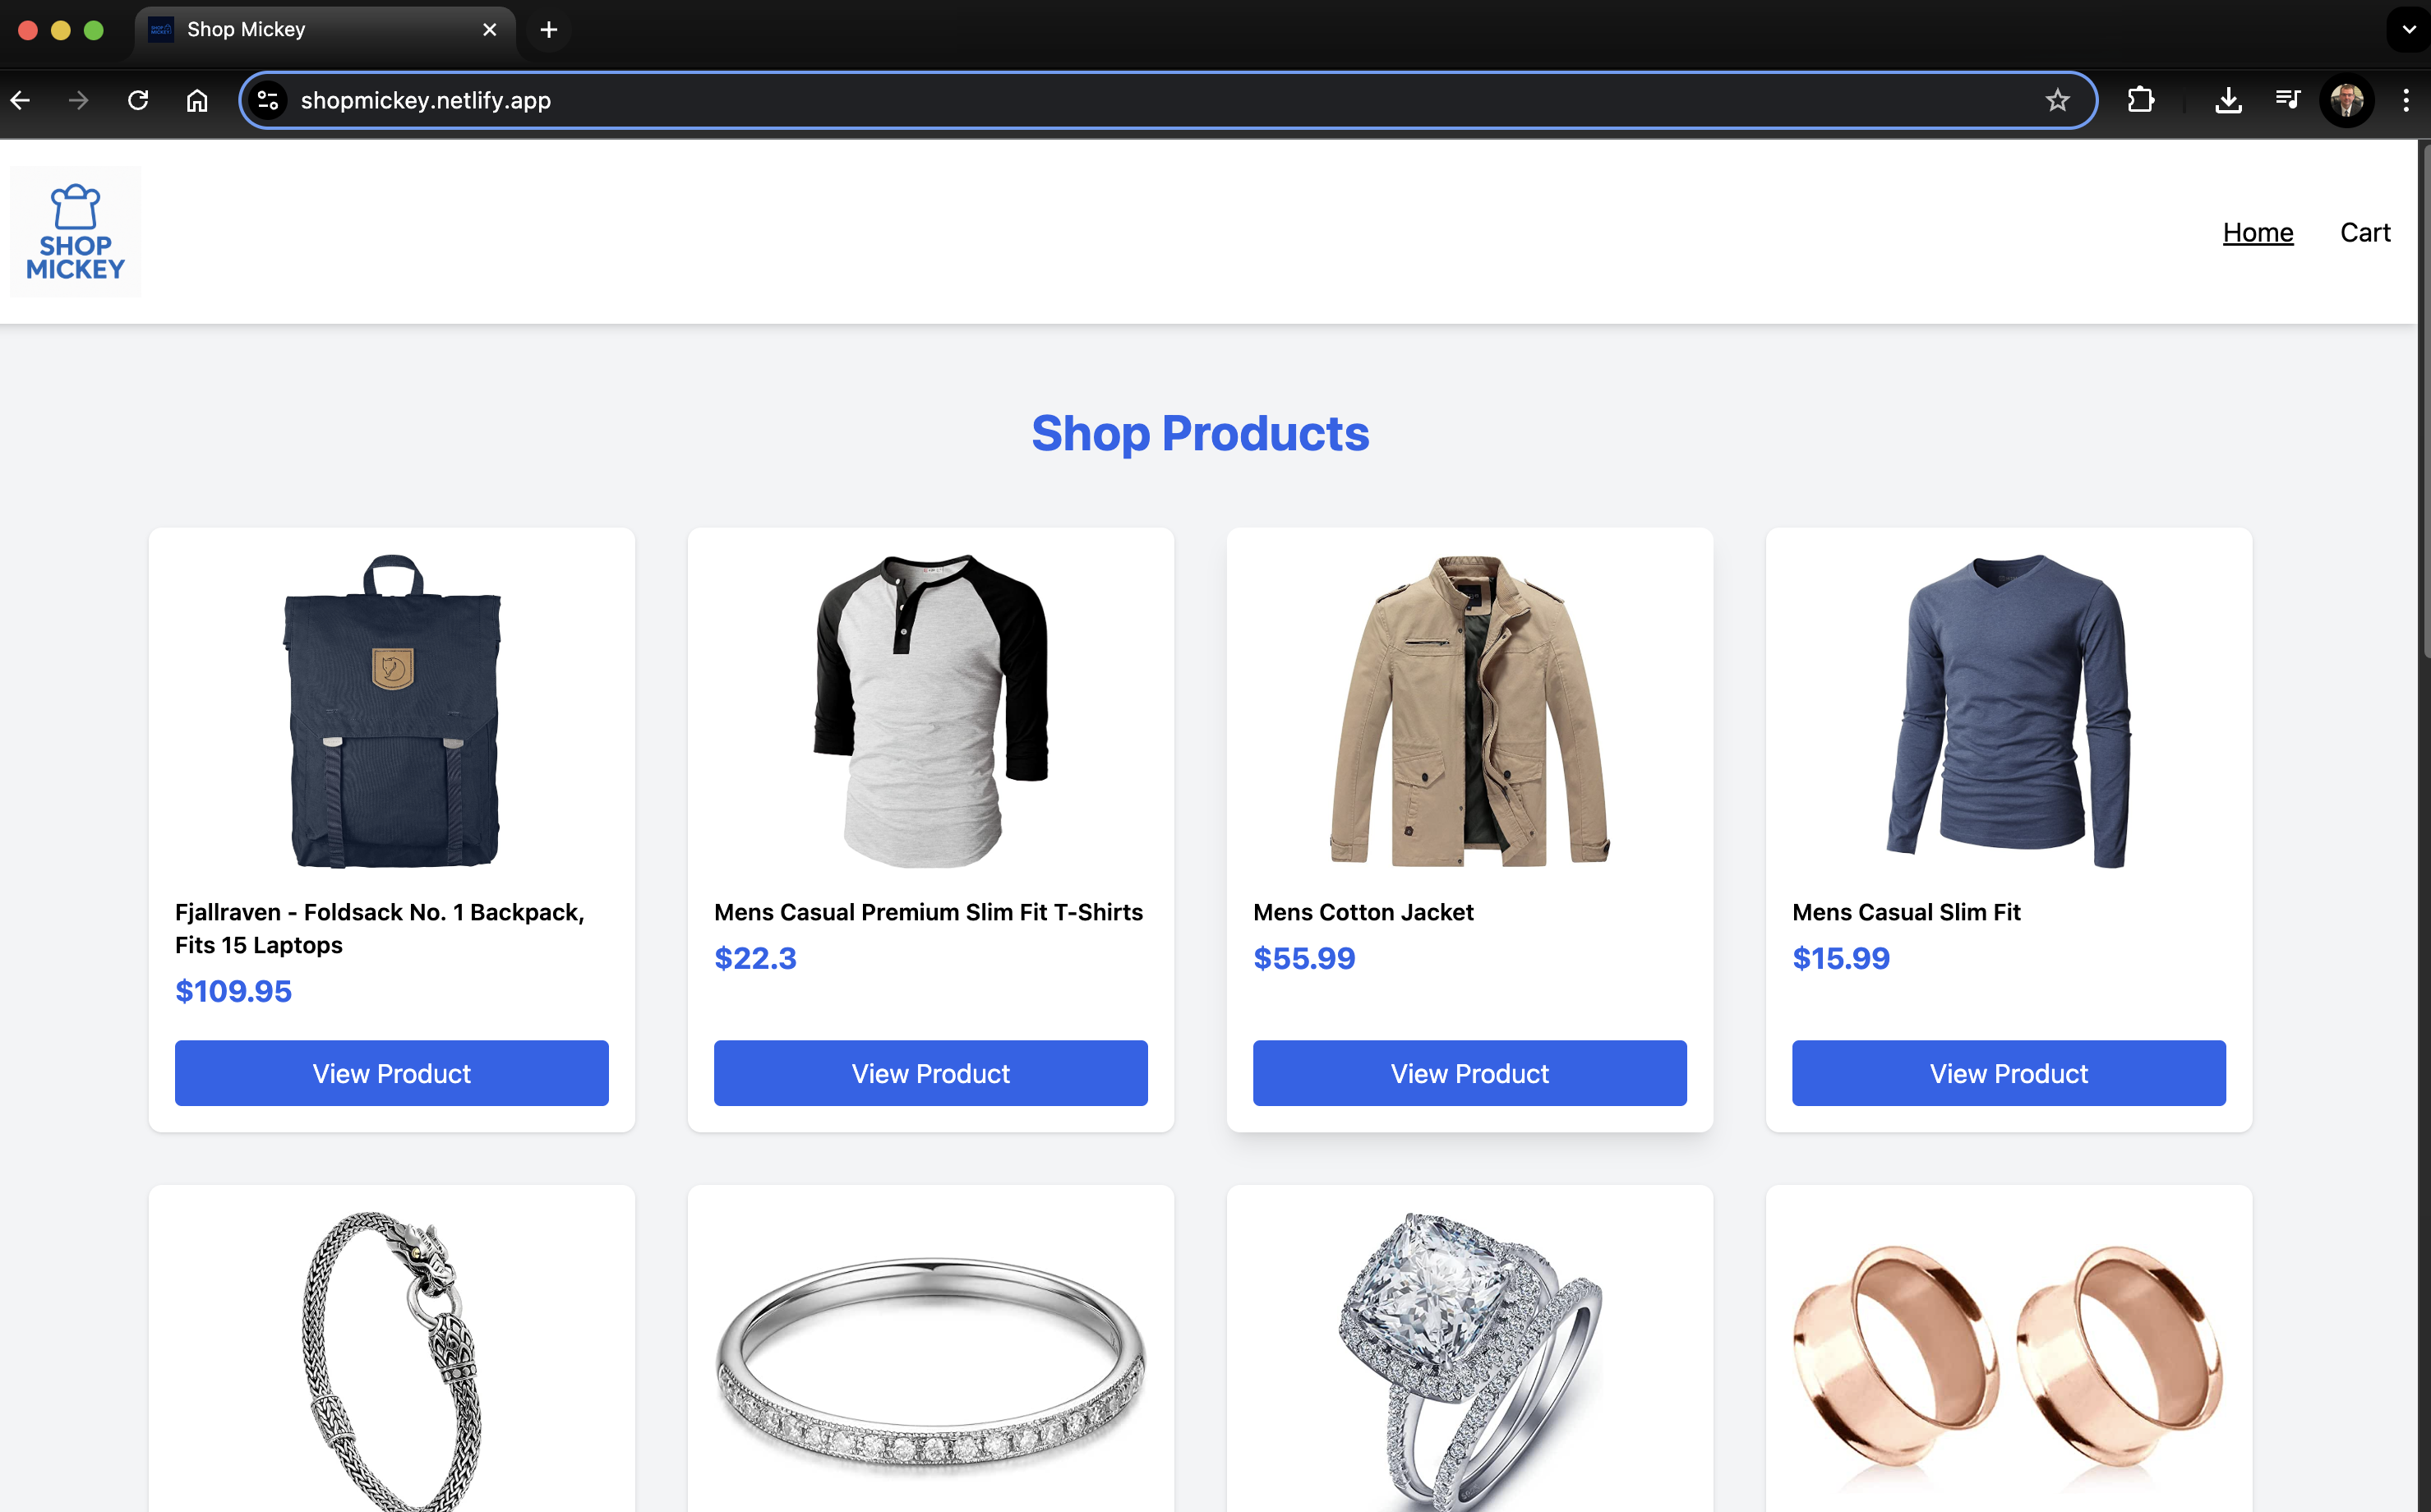 Shop Mickey
shopmickey.netlify.app
SHOP
MICKEY
Home
Cart
Shop Products
Fjallraven - Foldsack No. 1 Backpack,
Fits 15 Laptops
$109.95
View Product
Mens Casual Premium Slim Fit T-Shirts
$22.3
View Product
Mens Cotton Jacket
$55.99
View Product
Mens Casual Slim Fit
$15.99
View Product